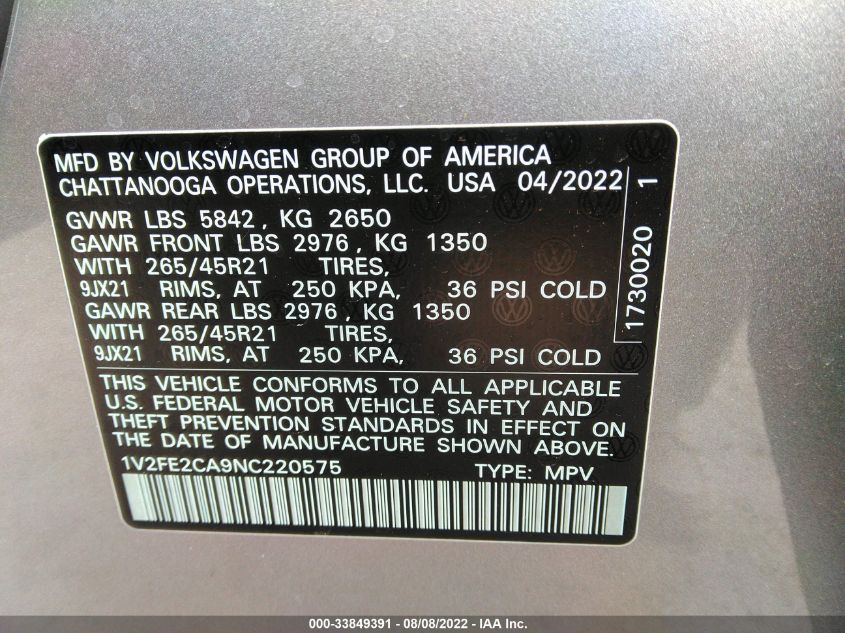 MFD BY VOLKSWAGEN GROUP OF AMERICA
CHATTANOOGA OPERATIONS, LLC. USA 04/2022
GVWR LBS 5842, KG 2650
GAWR FRONT LBS 2976, KG 1350
WITH 265/45R21 TIRES,
9JX21 RIMS, AT 250 KPA, 36 PSI COLD
GAWR REAR LBS 2976, KG 1350
WITH 265/45R21 TIRES,
9JX21 RIMS, AT 250 KPA, 36 PSI COLD
1730020 1
THIS VEHICLE CONFORMS TO ALL APPLICABLE
U.S. FEDERAL MOTOR VEHICLE SAFETY AND
THEFT PREVENTION STANDARDS IN EFFECT ON
THE DATE OF MANUFACTURE SHOWN ABOVE.
1V2FE2CA9NC220575 TYPE: MPV
000-33849391 - 08/08/2022 - IAA Inc.